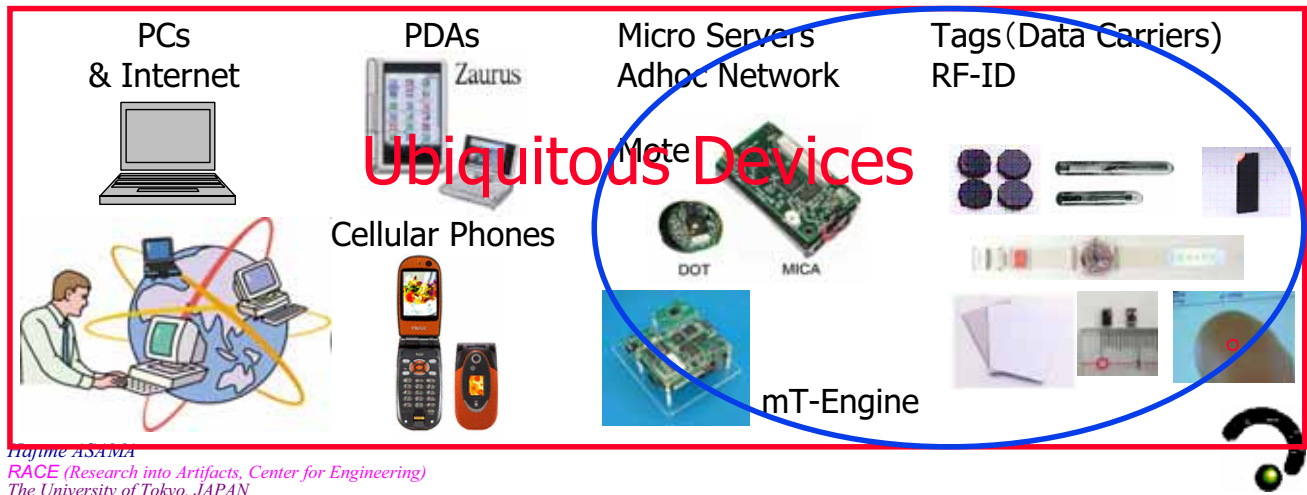 PCs
& Internet
PDAs
Zaurus
Micro Servers
Adhoc Network
Tags(Data Carriers)
RF-ID
Ubiquitous Devices
Mote
DOT
MICA
Cellular Phones
mT-Engine
Hajime ASAMA
RACE (Research into Artifacts, Center for Engineering)
The University of Tokyo, JAPAN